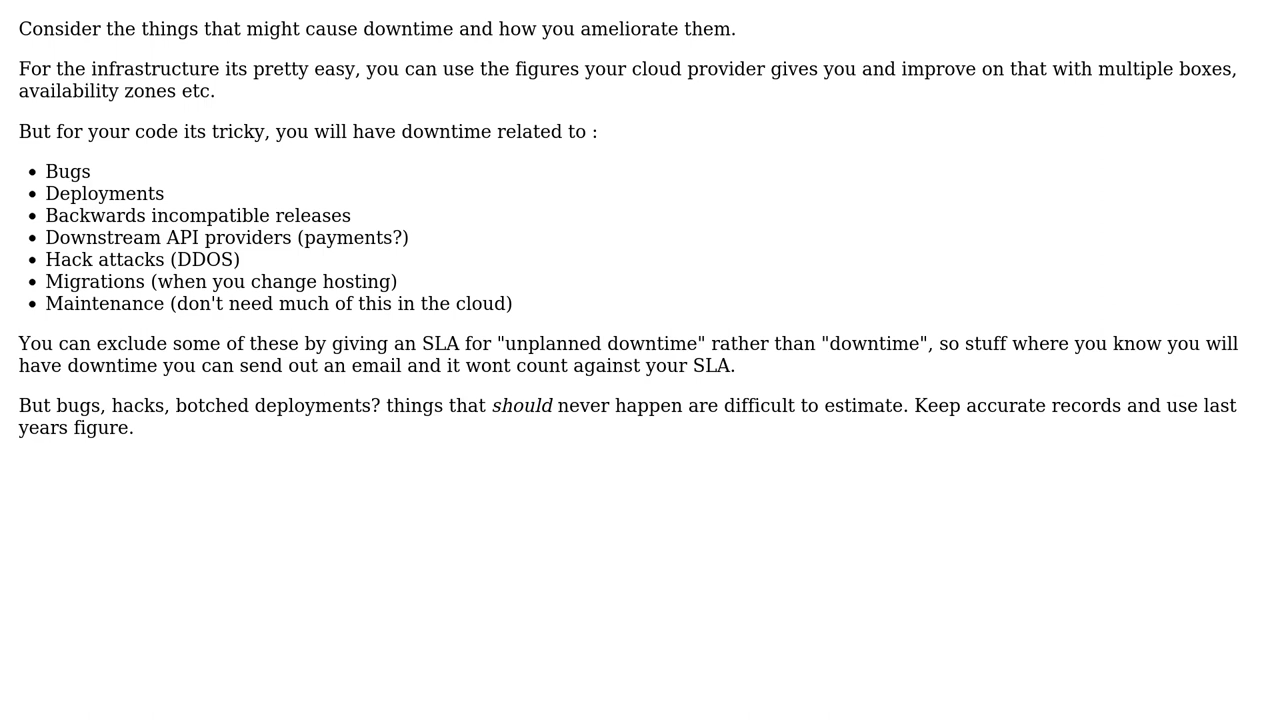 Consider the things that might cause downtime and how you ameliorate them.
For the infrastructure its pretty easy, you can use the figures your cloud provider gives you and improve on that with multiple boxes,
availability zones etc.
But for your code its tricky, you will have downtime related to :
• Bugs
• Deployments
• Backwards incompatible releases
• Downstream API providers (payments?)
• Hack attacks (DDOS)
• Migrations (when you change hosting)
• Maintenance (don't need much of this in the cloud)
You can exclude some of these by giving an SLA for "unplanned downtime" rather than "downtime", so stuff where you know you will
have downtime you can send out an email and it wont count against your SLA.
But bugs, hacks, botched deployments? things that should never happen are difficult to estimate. Keep accurate records and use last
years figure.